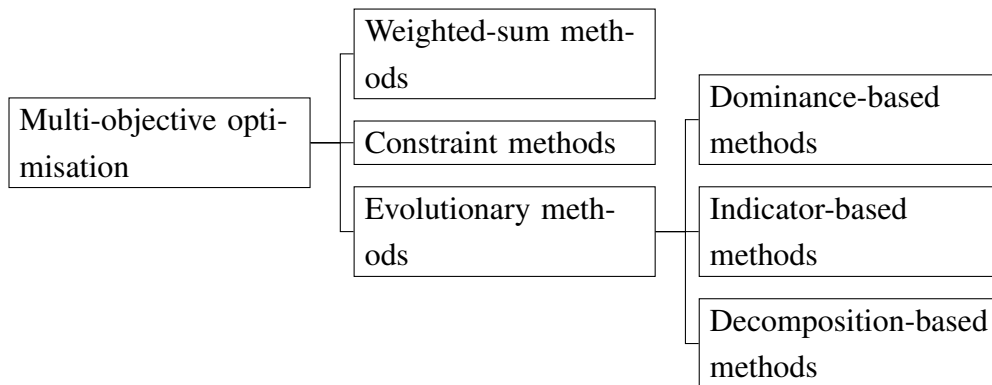 Multi-objective opti-
misation
Weighted-sum meth-
ods
Constraint methods
Evolutionary meth-
ods
Dominance-based
methods
Indicator-based
methods
Decomposition-based
methods